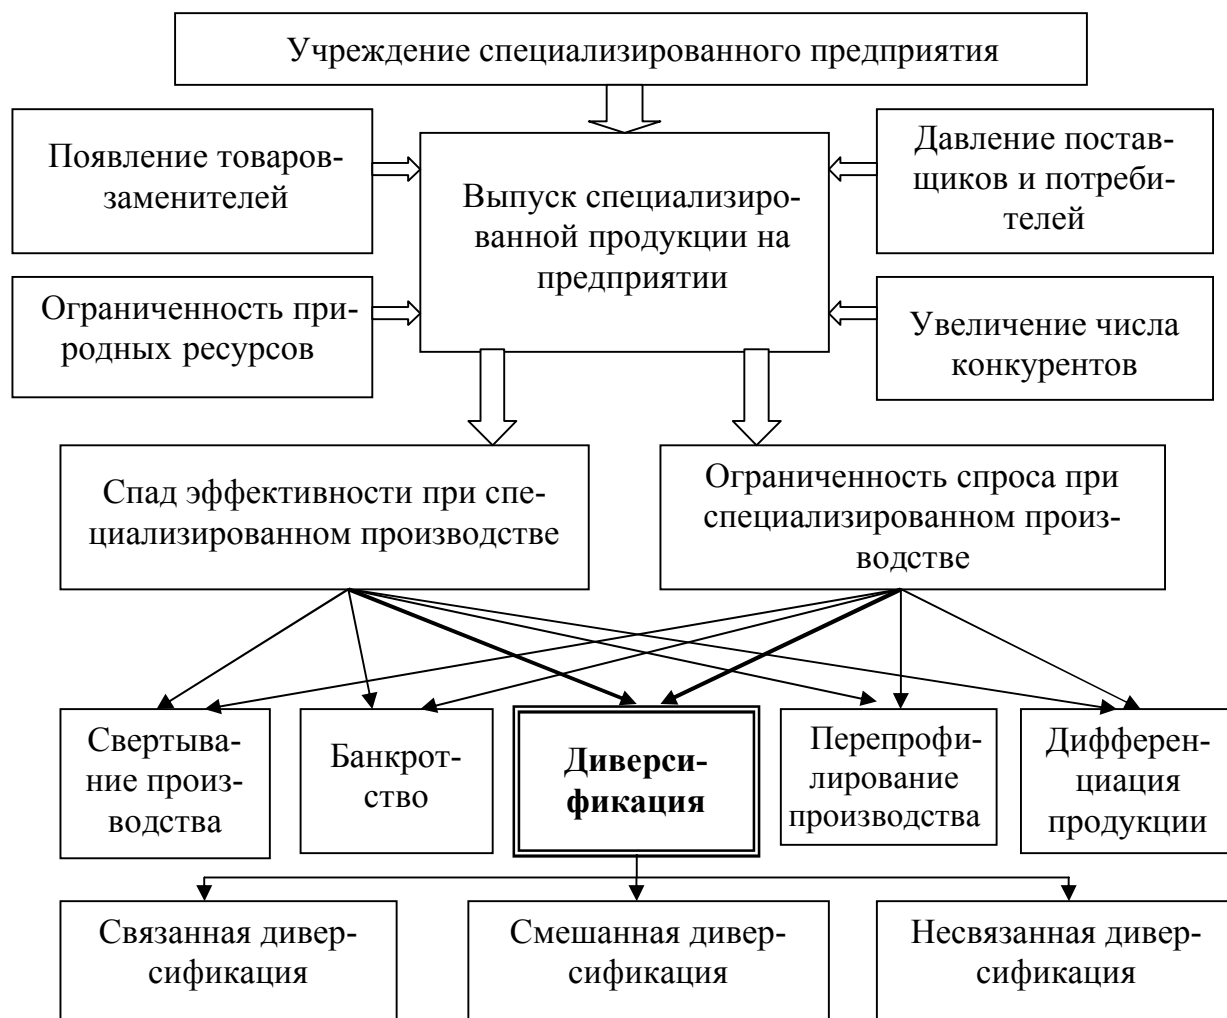 Учреждение специализированного предприятия
Появление товаров-
заменителей
Выпуск специализиро-
ванной продукции на
предприятии
Давление постав-
щиков и потреби-
телей
Ограниченность при-
родных ресурсов
Увеличение числа
конкурентов
Спад эффективности при спе-
циализированном производстве
Ограниченность спроса при
специализированном произ-
водстве
Свертыва-
ние произ-
водства
Банкрот-
ство
Диверси-
фикация
Перепрофи-
лирование
производства
Дифферен-
циация
продукции
Связанная дивер-
сификация
Смешанная дивер-
сификация
Несвязанная дивер-
сификация